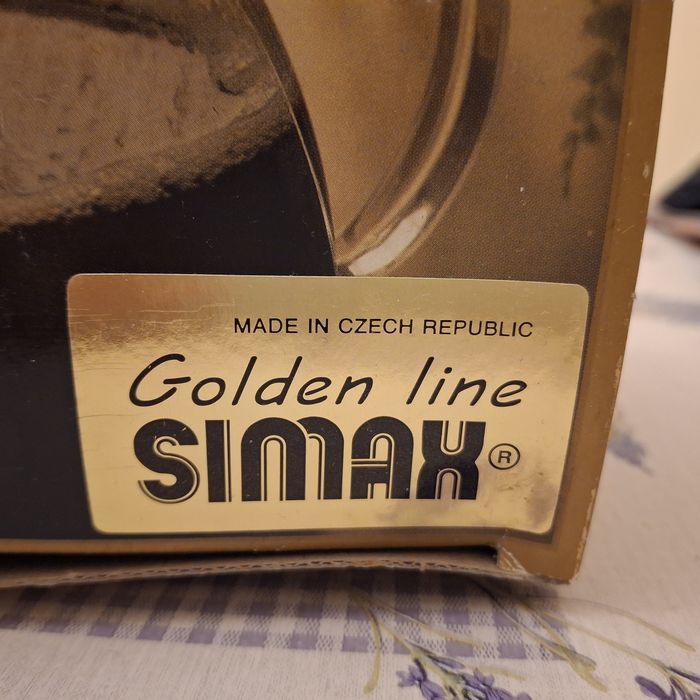 MADE IN CZECH REPUBLIC
Golden line
SIMAX®